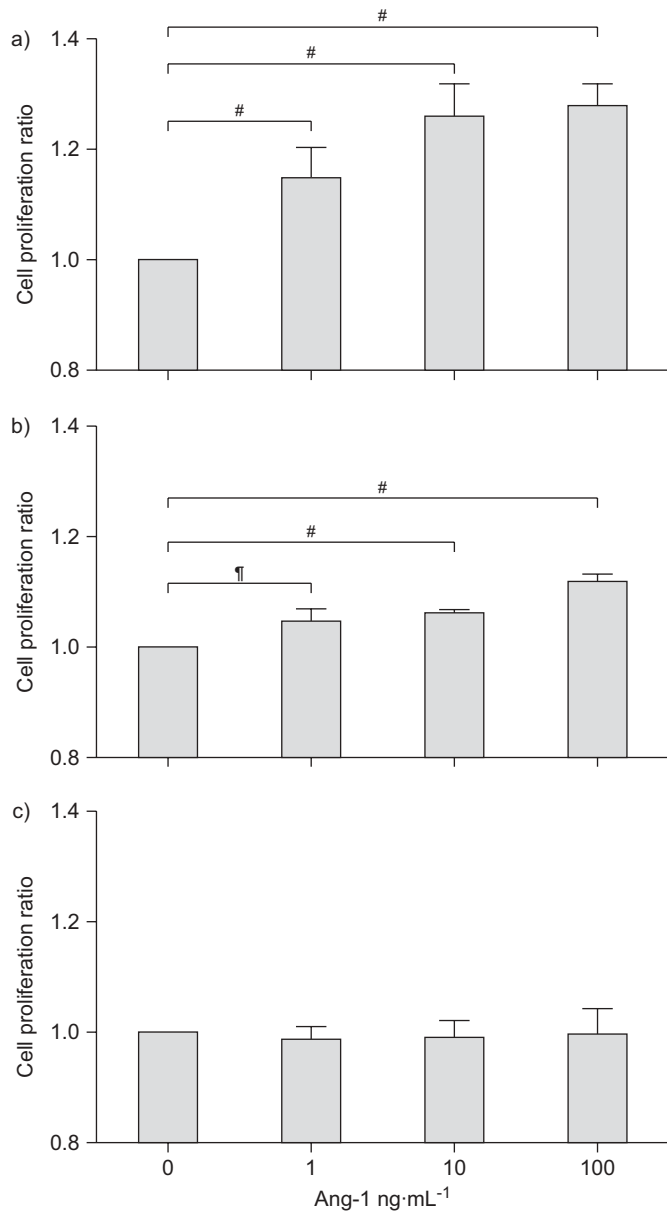 a)
Cell proliferation ratio
1.4
1.2
1.0
0.8
#
#
#
b)
Cell proliferation ratio
1.4
1.2
1.0
0.8
#
#
¶
c)
Cell proliferation ratio
1.4
1.2
1.0
0.8
0 1 10 100
Ang-1 ng·mL⁻¹